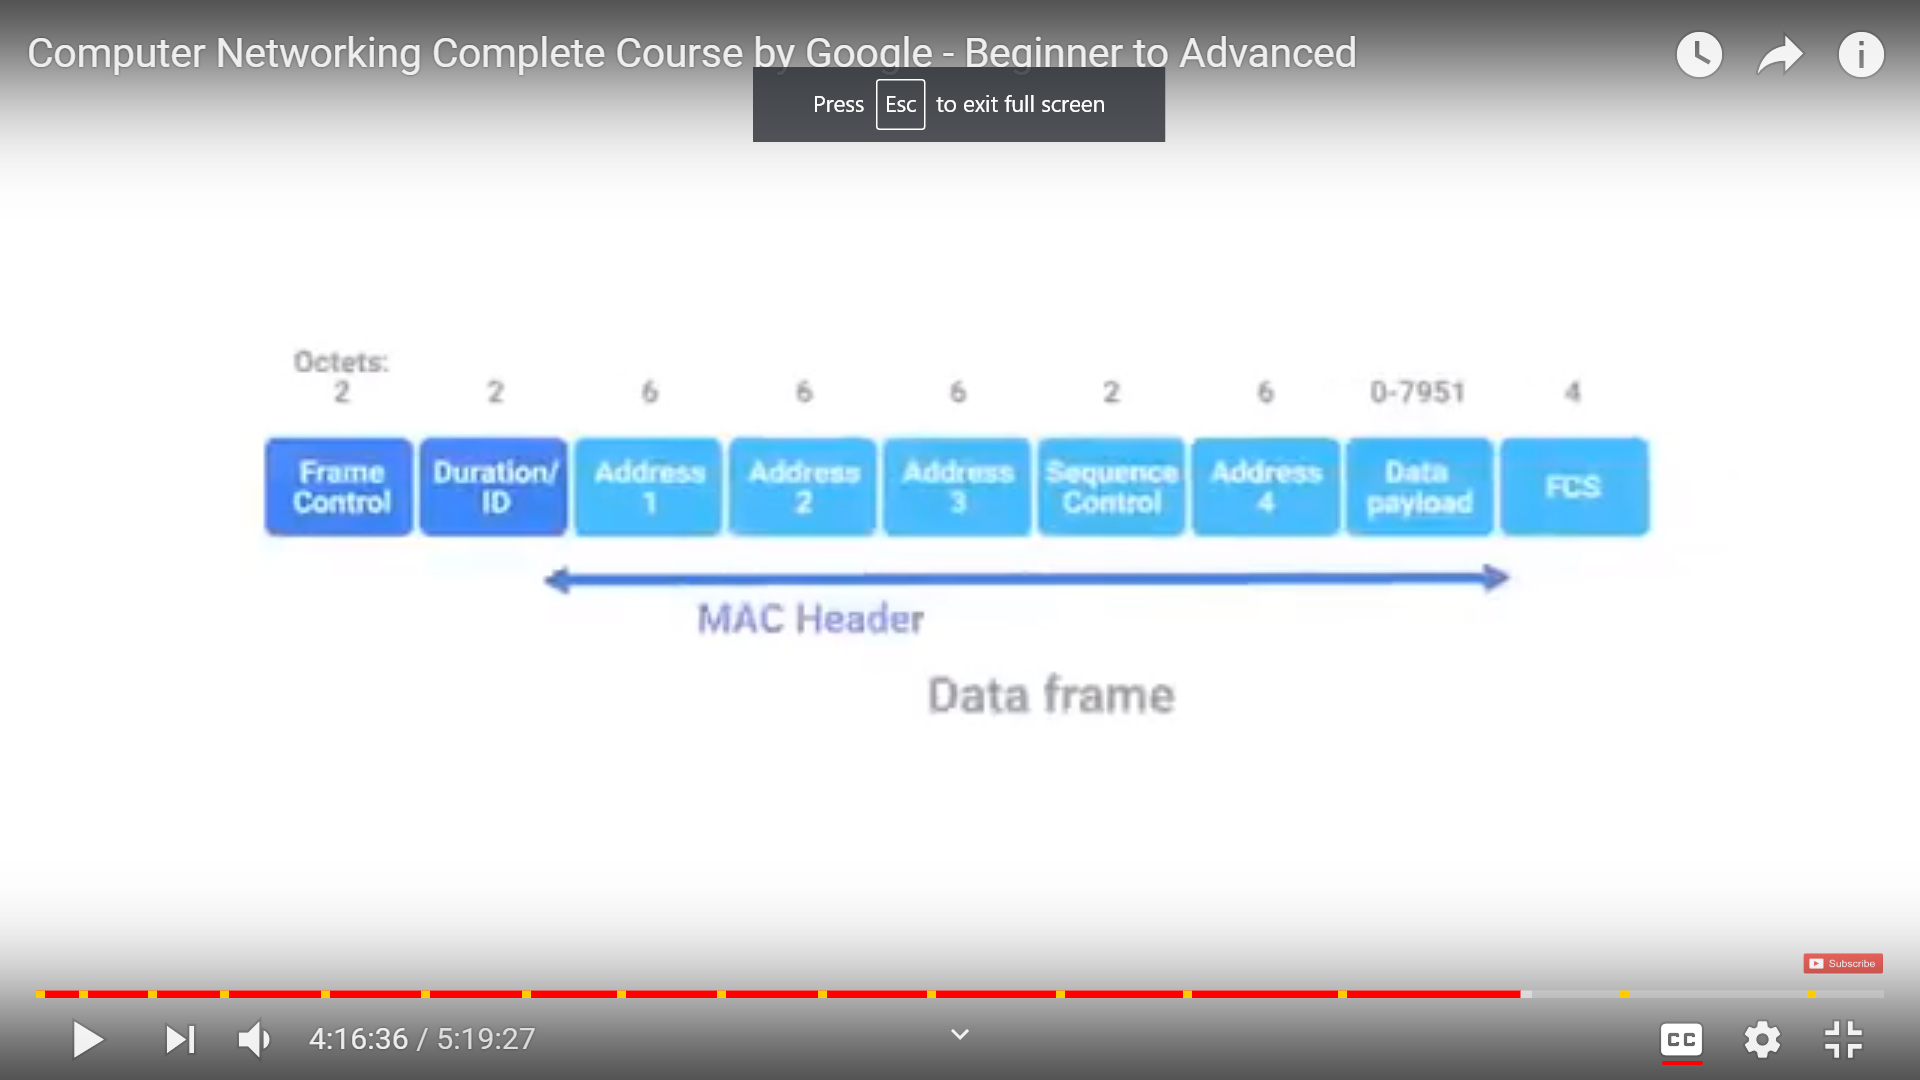 Computer Networking Complete Course by Google - Beginner to Advanced
Press Esc to exit full screen
Octets:
2 2 6 6 6 2 6 0-7951 4
Frame Control
Duration/ ID
Address 1
Address 2
Address 3
Sequence Control
Address 4
Data payload
FCS
MAC Header
Data frame
Subscribe
4:16:36 / 5:19:27
CC